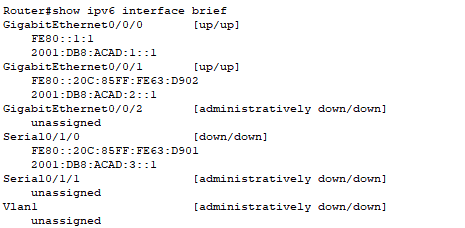 Router#show ipv6 interface brief
GigabitEthernet0/0/0 [up/up]
FE80::1:1
2001:DB8:ACAD:1::1
GigabitEthernet0/0/1 [up/up]
FE80::20C:85FF:FE63:D902
2001:DB8:ACAD:2::1
GigabitEthernet0/0/2 [administratively down/down]
unassigned
Serial0/1/0 [down/down]
FE80::20C:85FF:FE63:D901
2001:DB8:ACAD:3::1
Serial0/1/1 [administratively down/down]
unassigned
Vlan1 [administratively down/down]
unassigned